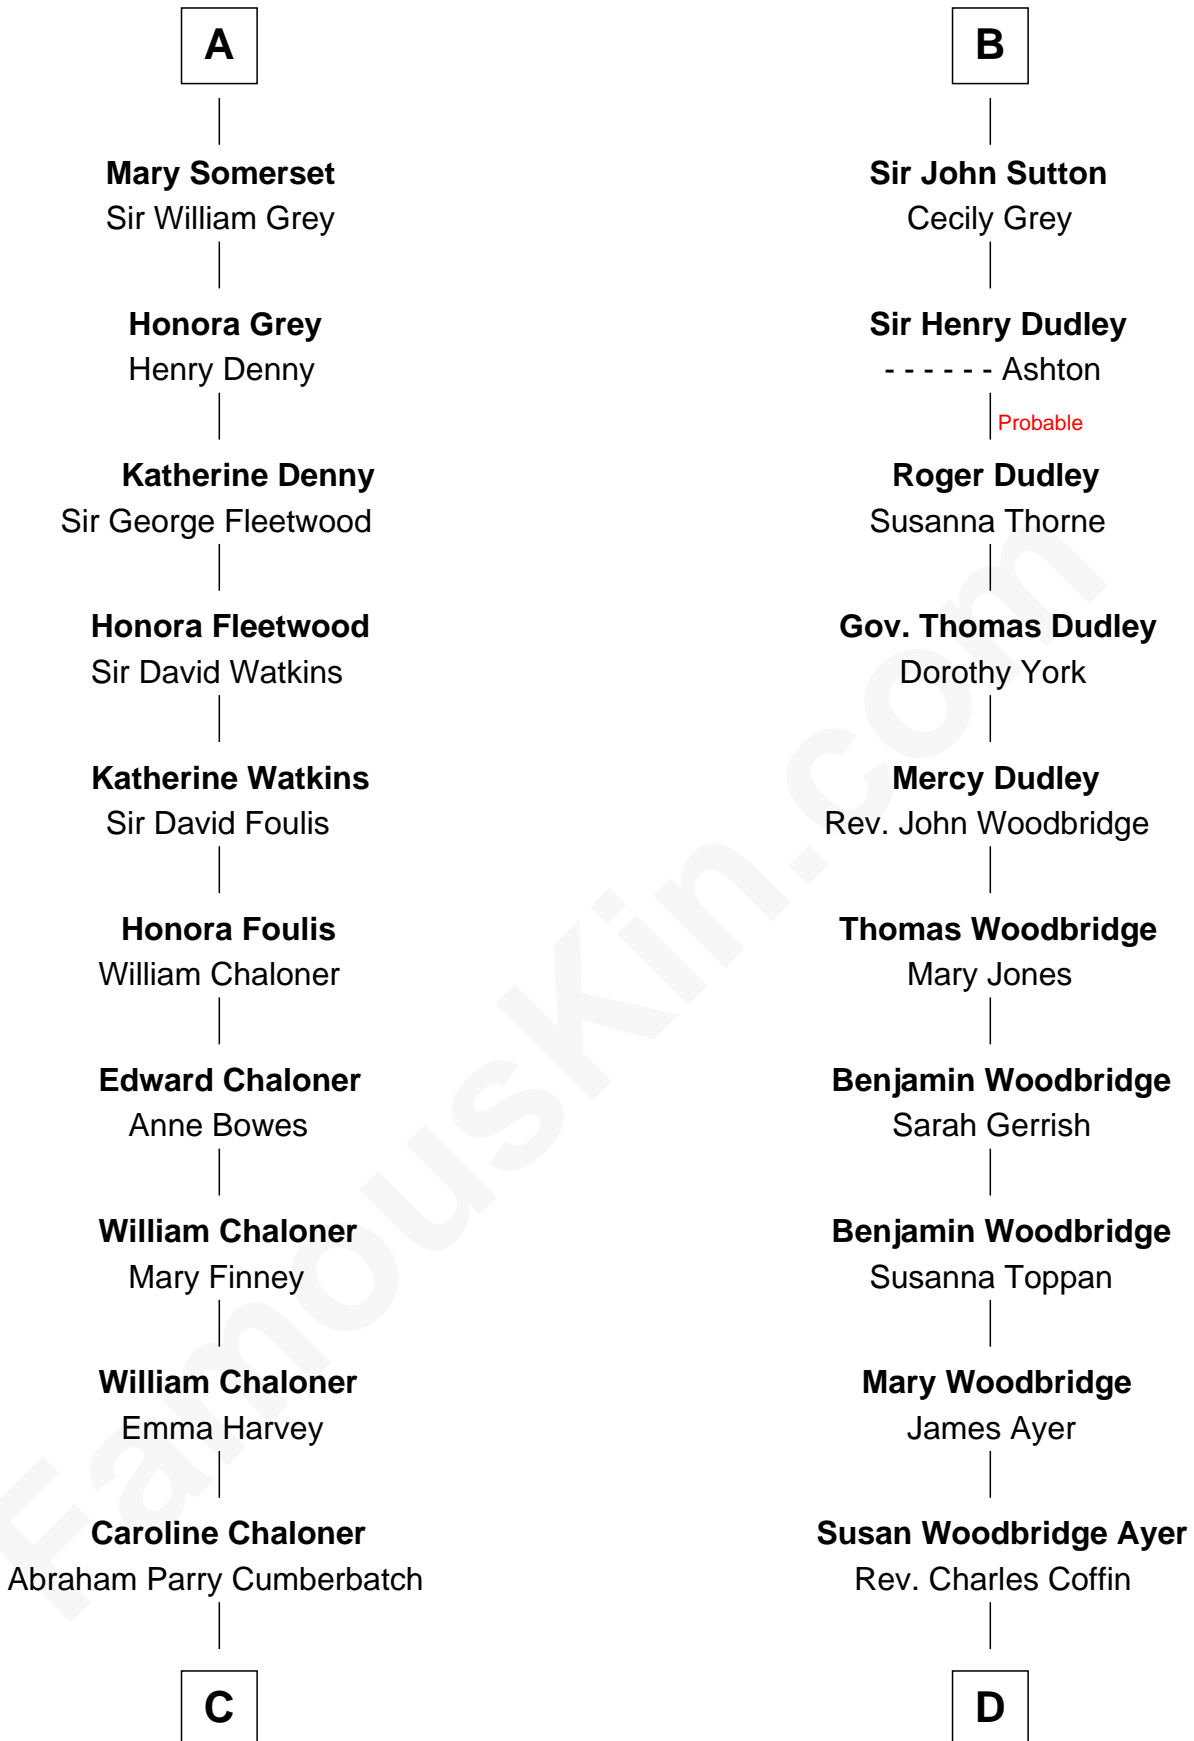 A
Mary Somerset
Sir William Grey
Honora Grey
Henry Denny
Katherine Denny
Sir George Fleetwood
Honora Fleetwood
Sir David Watkins
Katherine Watkins
Sir David Foulis
Honora Foulis
William Chaloner
Edward Chaloner
Anne Bowes
William Chaloner
Mary Finney
William Chaloner
Emma Harvey
Caroline Chaloner
Abraham Parry Cumberbatch
C
B
Sir John Sutton
Cecily Grey
Sir Henry Dudley
- - - - - - Ashton
Probable
Roger Dudley
Susanna Thorne
Gov. Thomas Dudley
Dorothy York
Mercy Dudley
Rev. John Woodbridge
Thomas Woodbridge
Mary Jones
Benjamin Woodbridge
Sarah Gerrish
Benjamin Woodbridge
Susanna Toppan
Mary Woodbridge
James Ayer
Susan Woodbridge Ayer
Rev. Charles Coffin
D
FamousKin.com